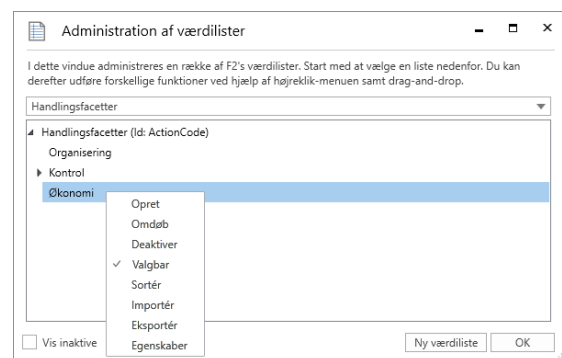 Administration af værdilister
I dette vindue administreres en række af F2's værdilister. Start med at vælge en liste nedenfor. Du kan
derefter udføre forskellige funktioner ved hjælp af højreklik-menuen samt drag-and-drop.
Handlingsfacetter
Handlingsfacetter (Id: ActionCode)
Organisering
Kontrol
Økonomi
Opret
Omdøb
Deaktiver
Valgbar
Sortér
Importér
Eksportér
Egenskaber
Vis inaktive
Ny værdiliste
OK